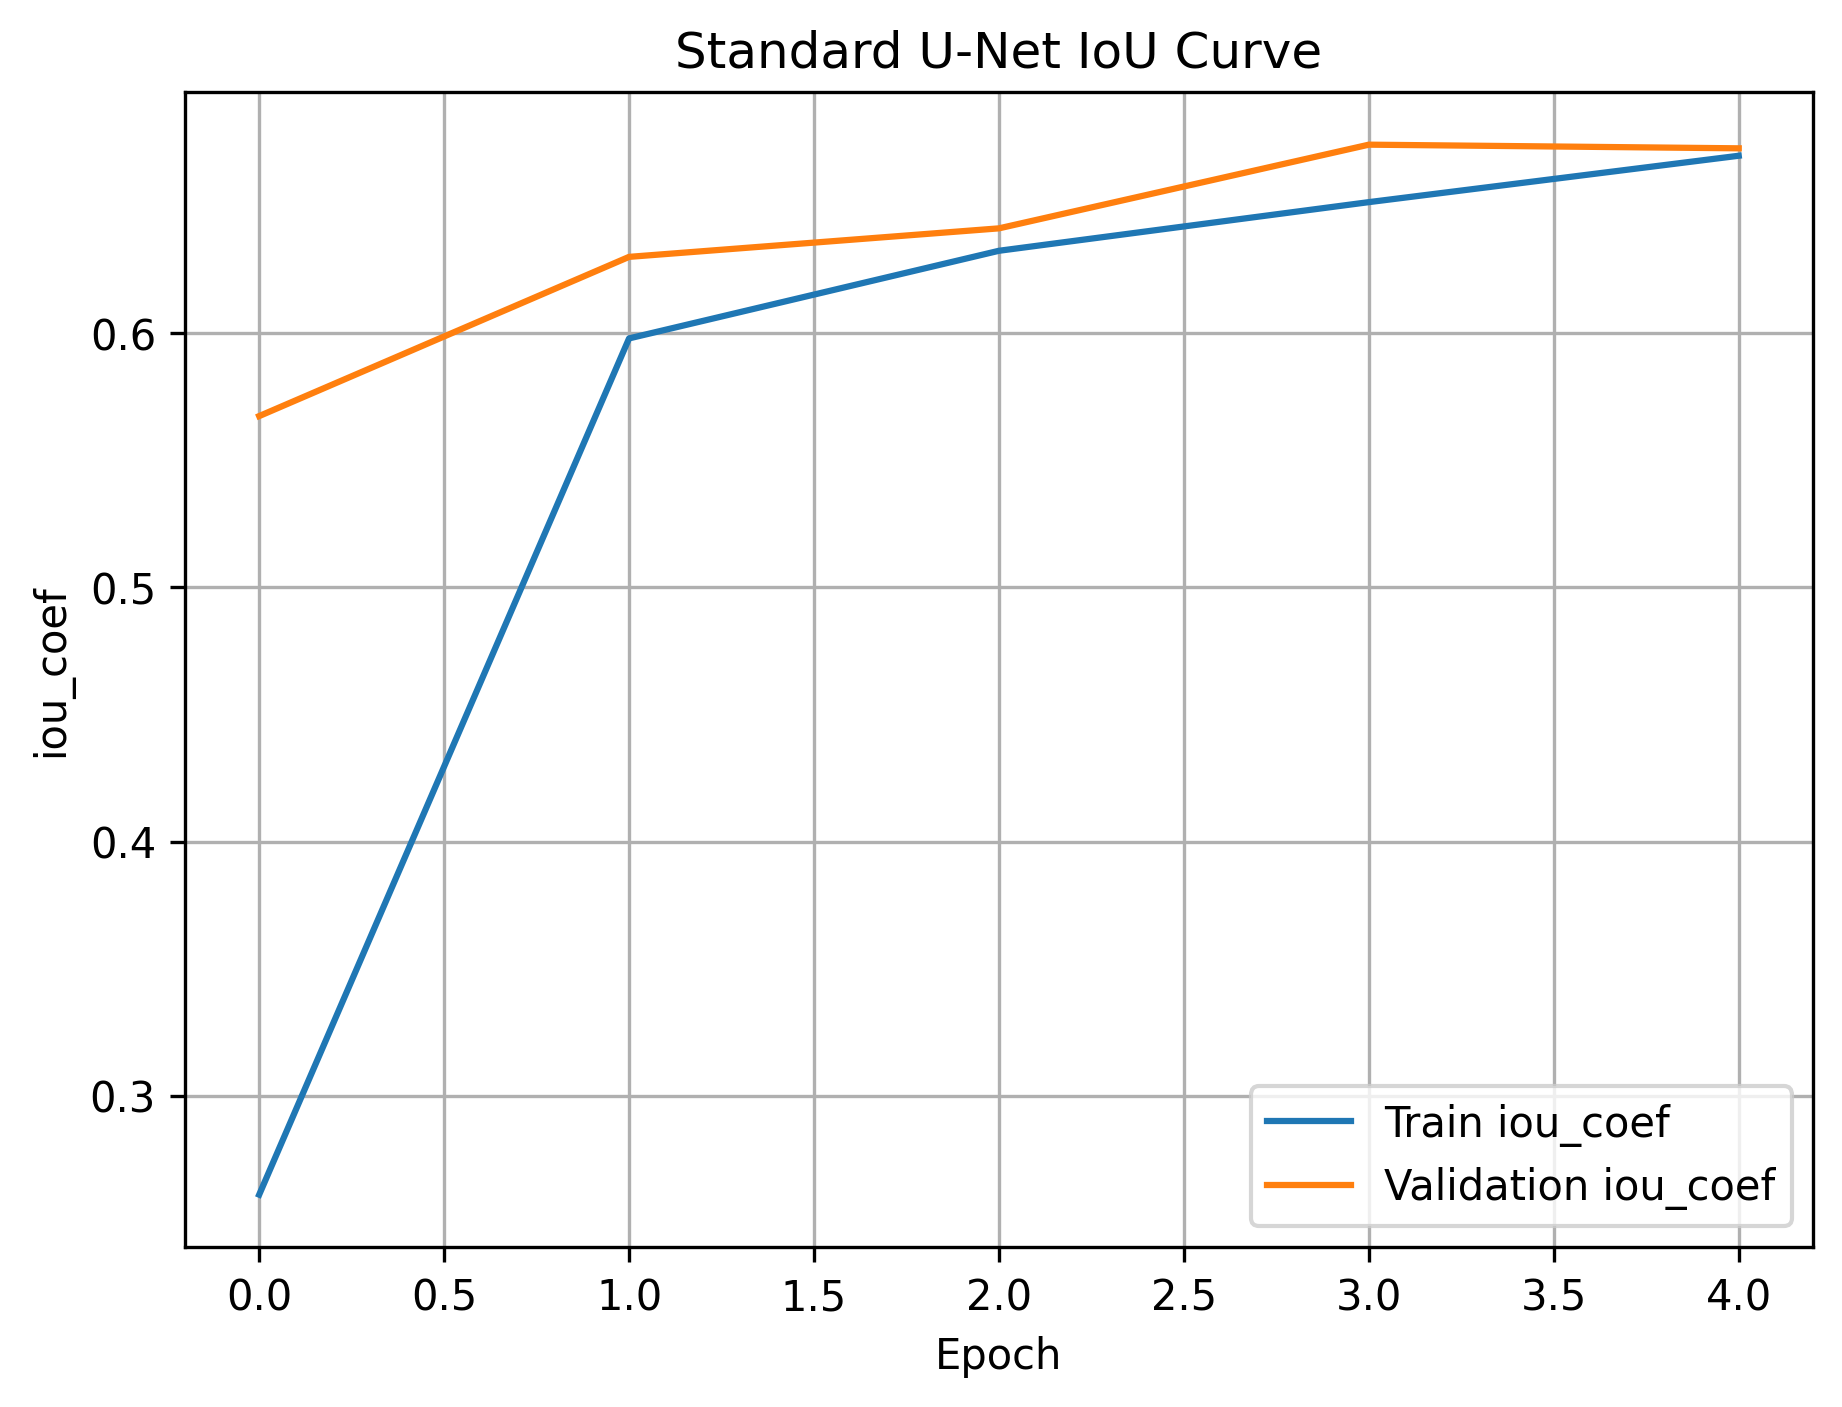 Standard U-Net IoU Curve
iou_coef
0.6
0.5
0.4
0.3
Train iou_coef
Validation iou_coef
0.0 0.5 1.0 1.5 2.0 2.5 3.0 3.5 4.0
Epoch